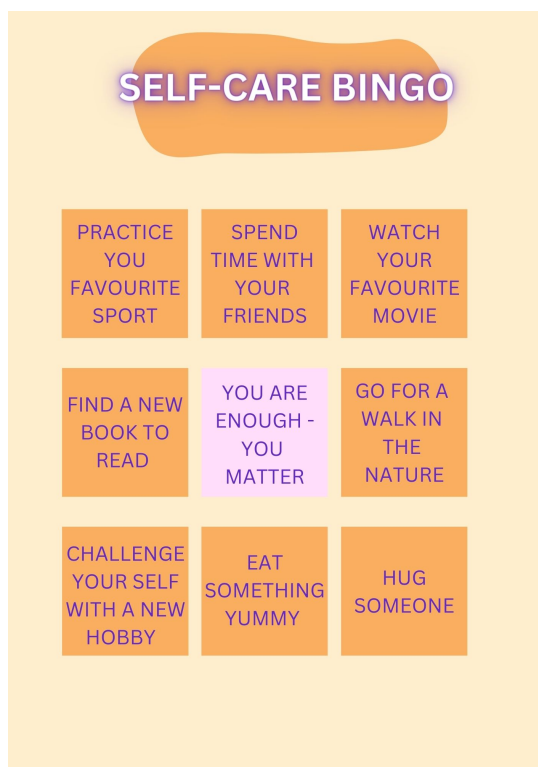 SELF-CARE BINGO
PRACTICE
YOU
FAVOURITE
SPORT
SPEND
TIME WITH
YOUR
FRIENDS
WATCH
YOUR
FAVOURITE
MOVIE
FIND A NEW
BOOK TO
READ
YOU ARE
ENOUGH -
YOU
MATTER
GO FOR A
WALK IN
THE
NATURE
CHALLENGE
YOUR SELF
WITH A NEW
HOBBY
EAT
SOMETHING
YUMMY
HUG
SOMEONE